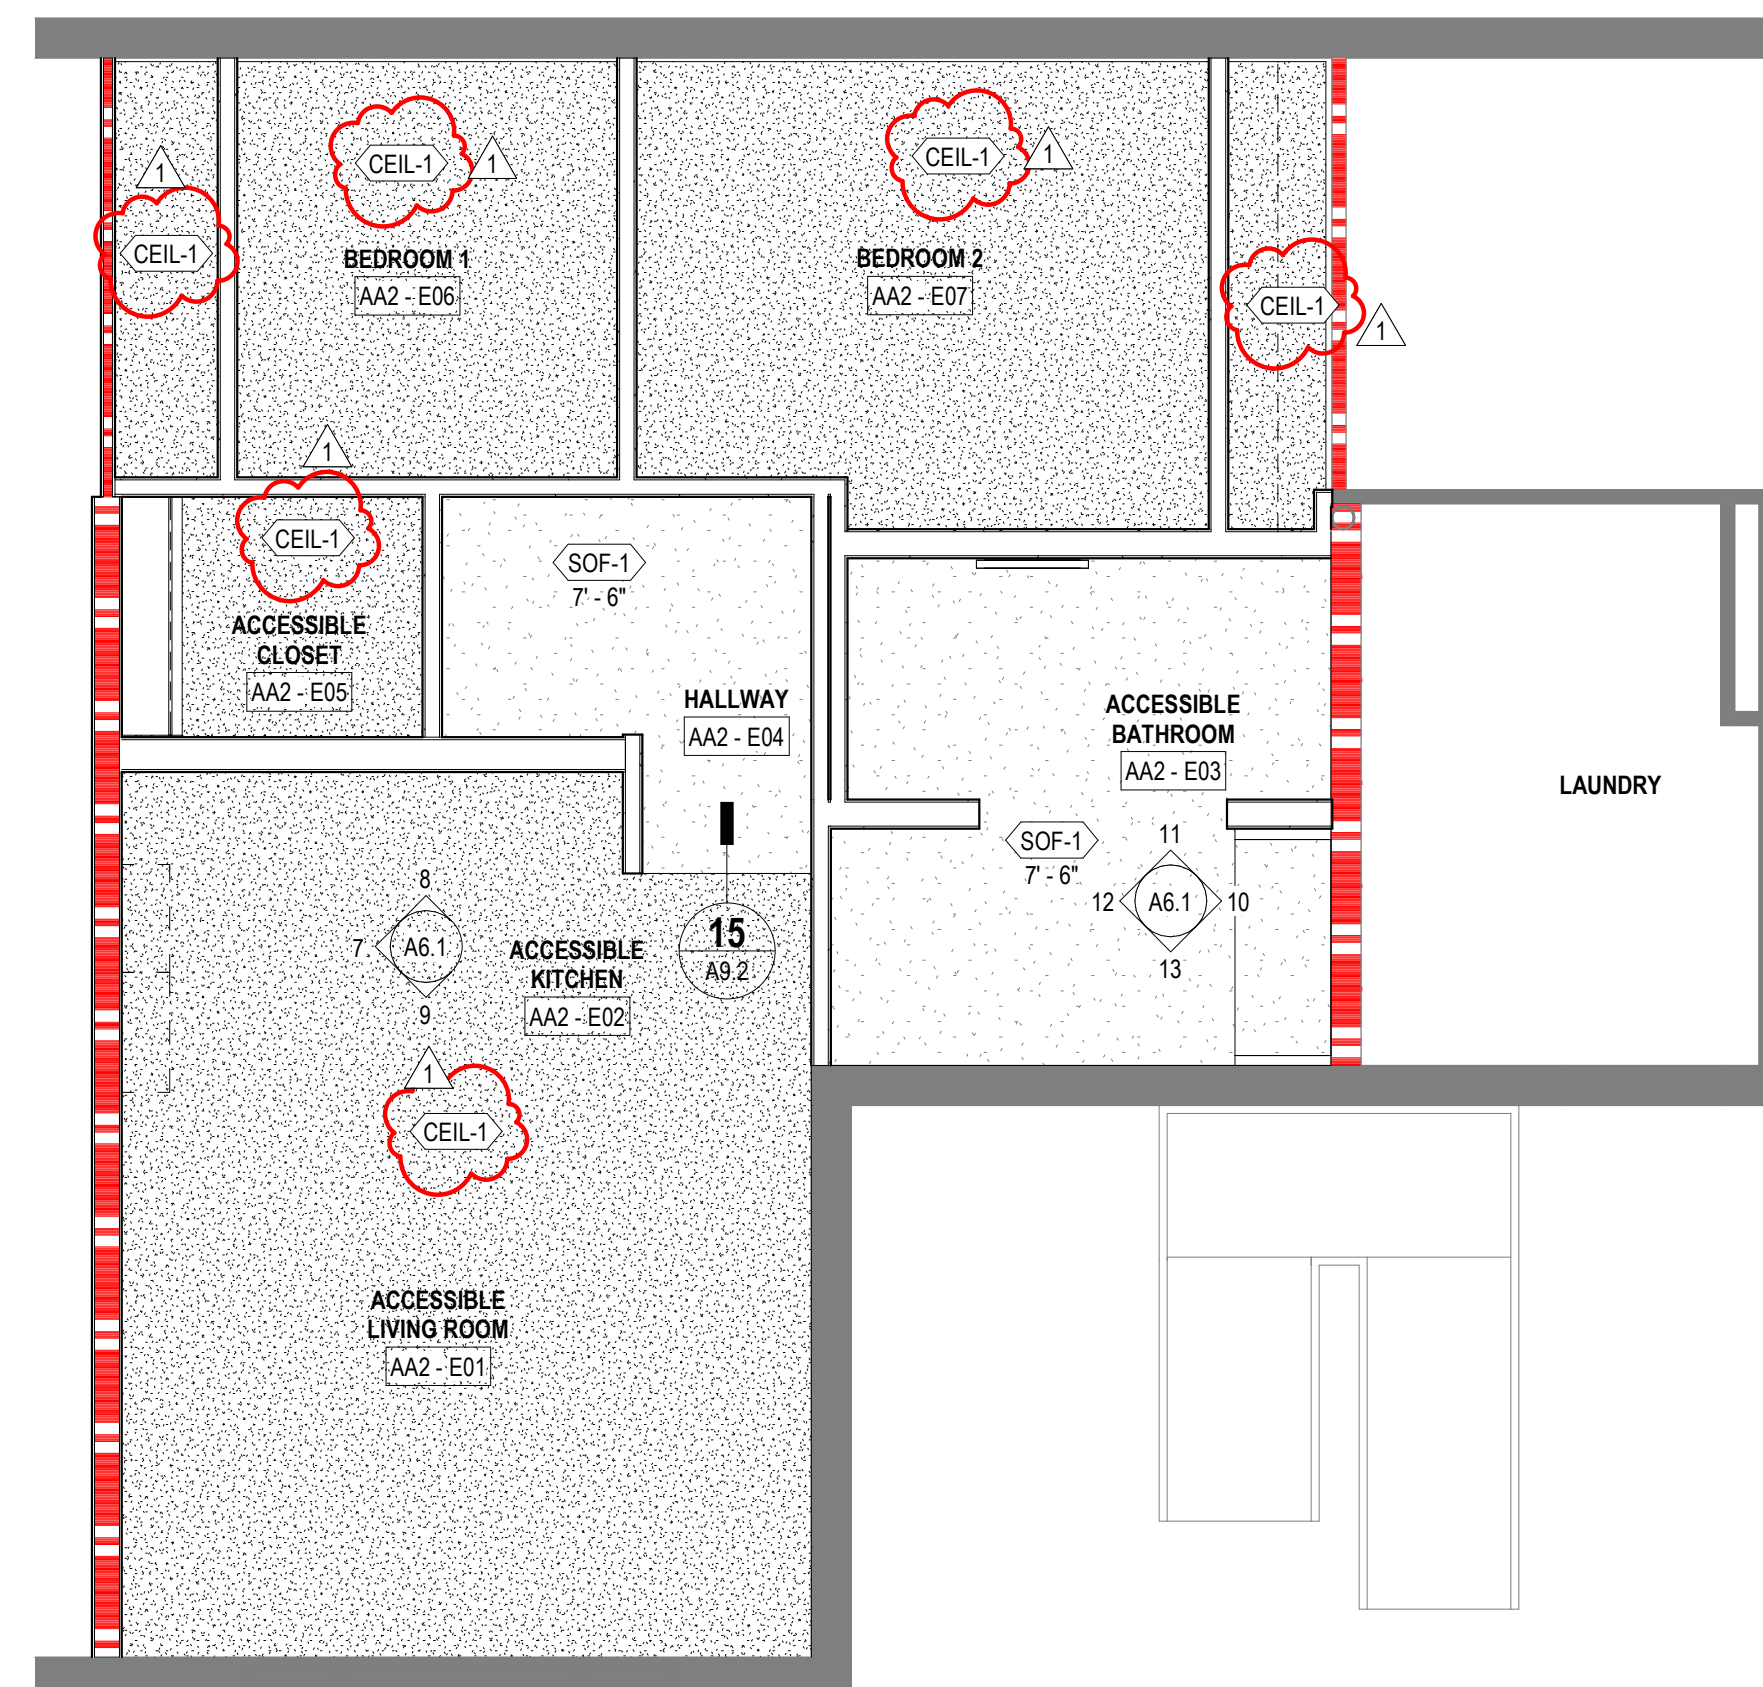 CEIL-1
1
CEIL-1
1
1
CEIL-1
BEDROOM 1
AA2 - E06
BEDROOM 2
AA2 - E07
CEIL-1
1
1
CEIL-1
ACCESSIBLE
CLOSET
AA2 - E05
SOF-1
7' - 6"
HALLWAY
AA2 - E04
ACCESSIBLE
BATHROOM
AA2 - E03
LAUNDRY
SOF-1
7' - 6"
11
12
A6.1
10
13
8
7
A6.1
9
ACCESSIBLE
KITCHEN
AA2 - E02
15
A9.2
1
CEIL-1
ACCESSIBLE
LIVING ROOM
AA2 - E01